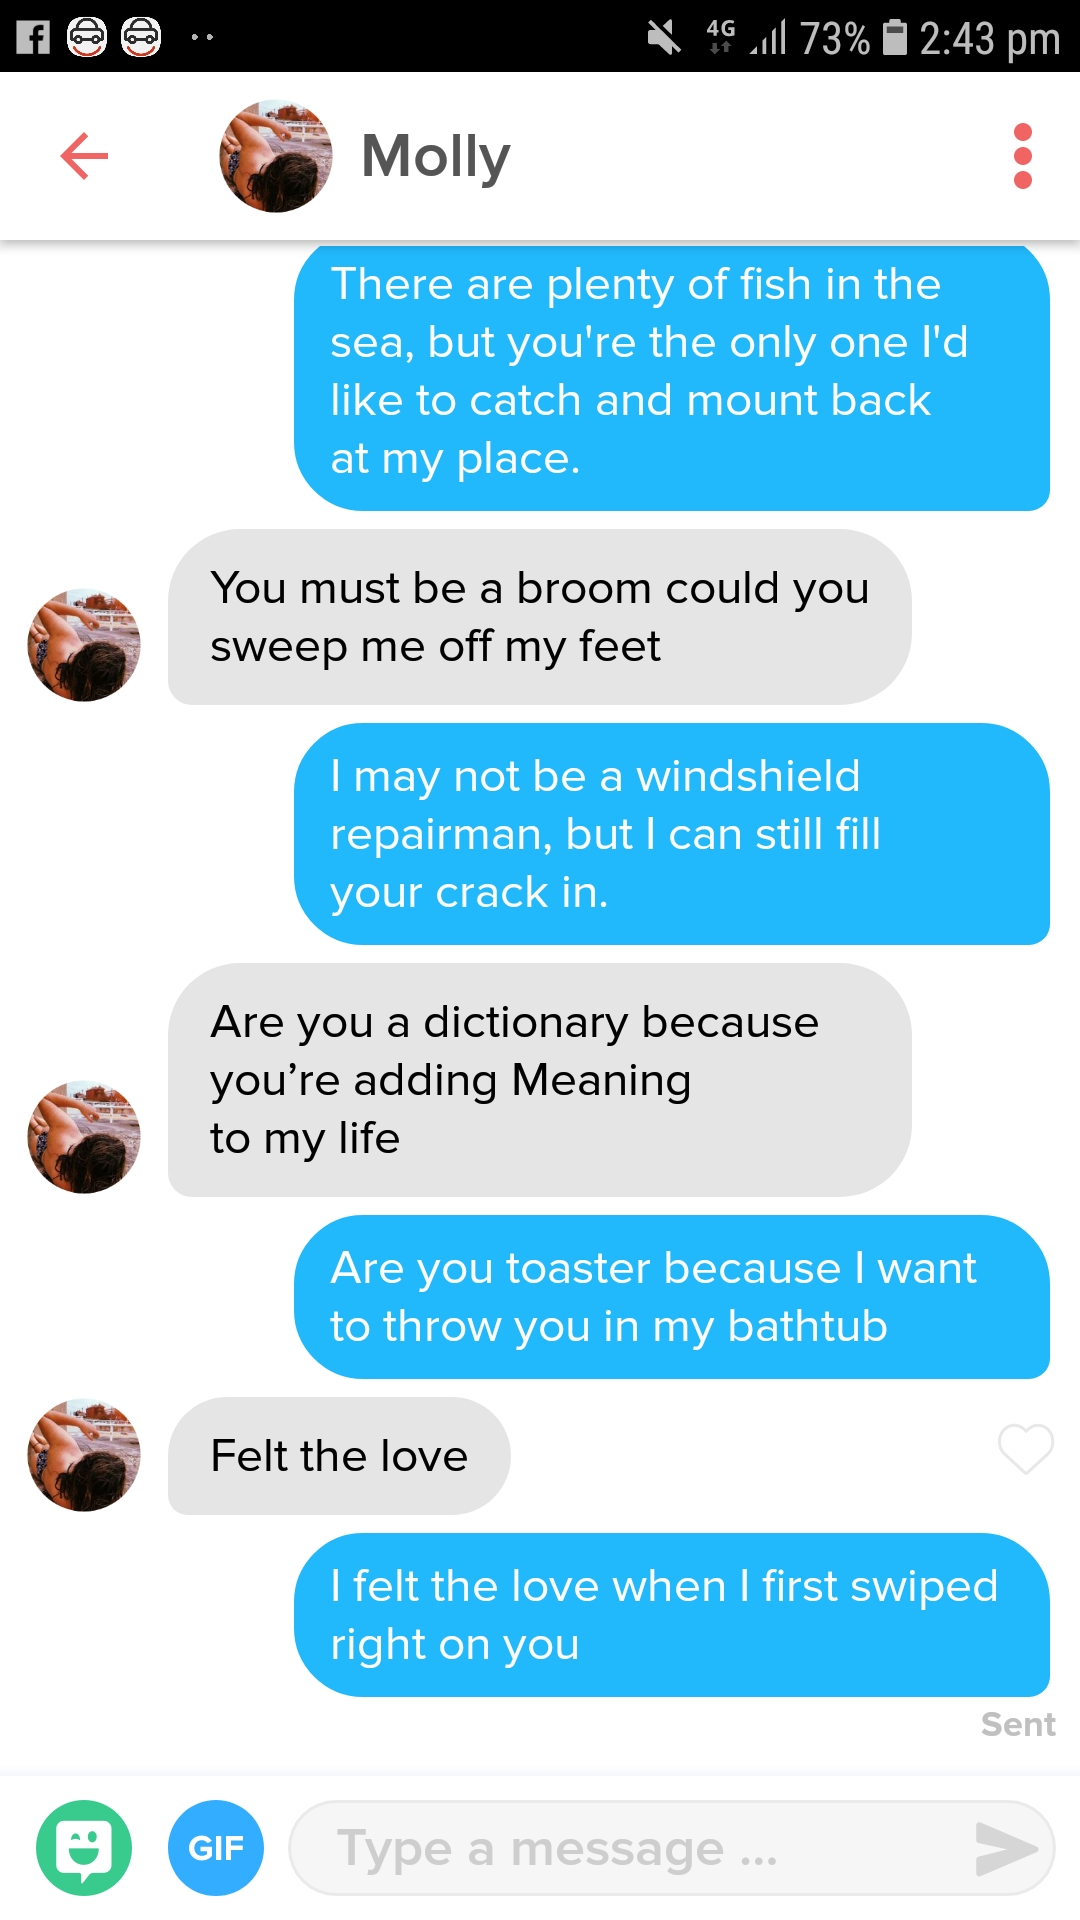 4G 73% 2:43 pm
Molly
There are plenty of fish in the
sea, but you're the only one I'd
like to catch and mount back
at my place.
You must be a broom could you
sweep me off my feet
I may not be a windshield
repairman, but I can still fill
your crack in.
Are you a dictionary because
you’re adding Meaning
to my life
Are you toaster because I want
to throw you in my bathtub
Felt the love
I felt the love when I first swiped
right on you
Sent
GIF Type a message ...